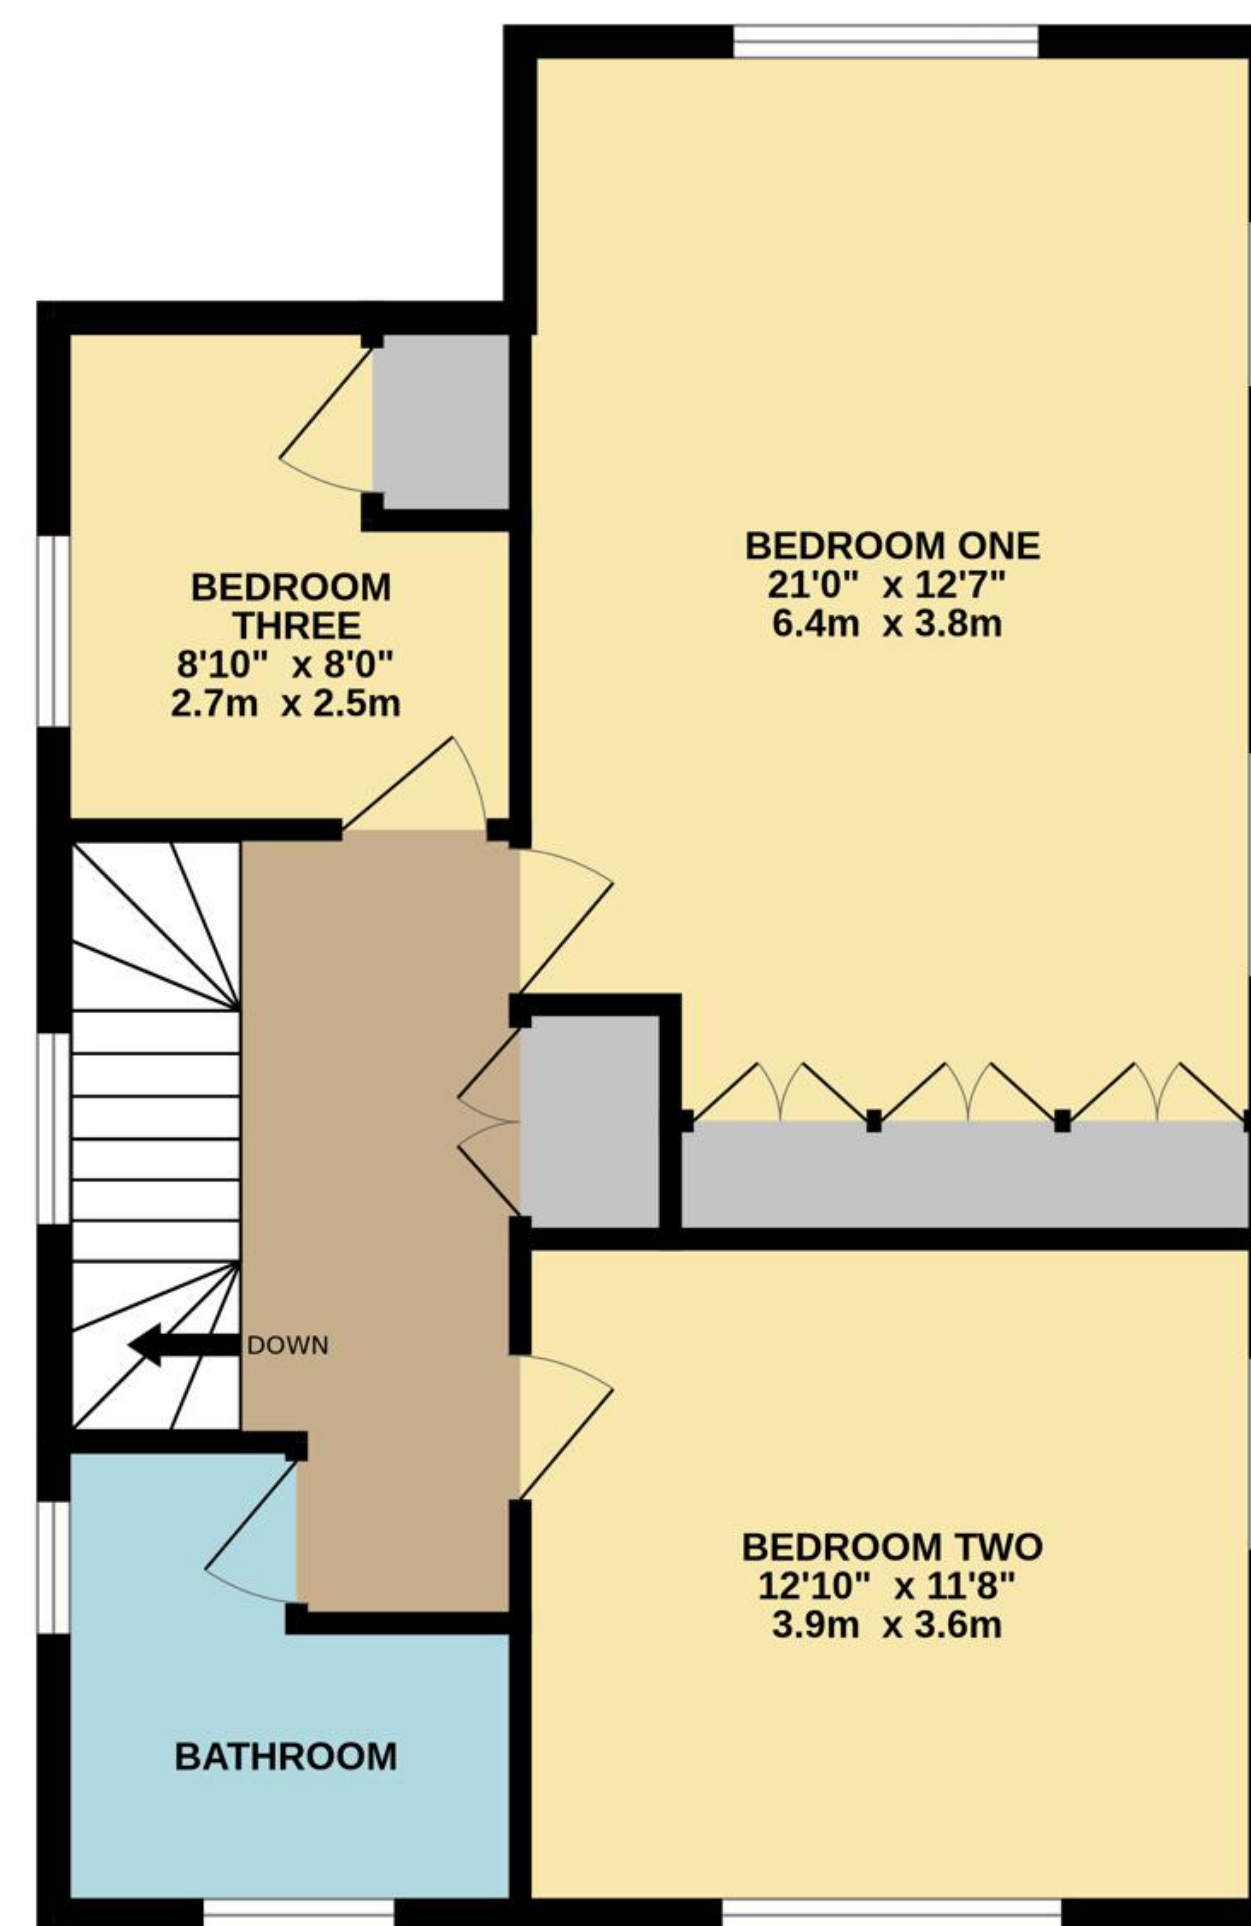 BEDROOM ONE
21'0" x 12'7"
6.4m x 3.8m
BEDROOM
THREE
8'10" x 8'0"
2.7m x 2.5m
DOWN
BEDROOM TWO
12'10" x 11'8"
3.9m x 3.6m
BATHROOM